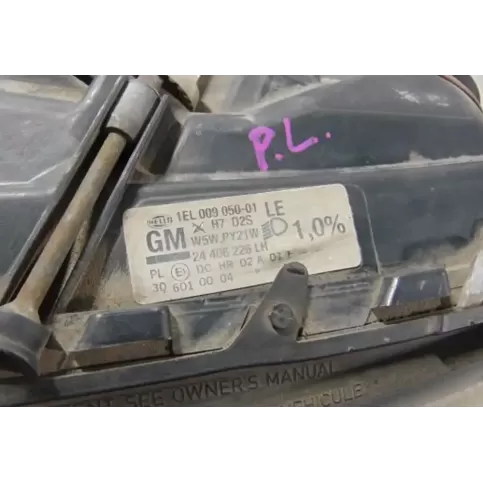 P.L.
HELLA 1EL 009 050-01 LE
H7 D2S
GM W5W,PY21W 1,0%
24 406 226 LH
PL E1 DC HR 02 A 01
30 601 00 04
SEE OWNER'S MANUAL
VEHICULE